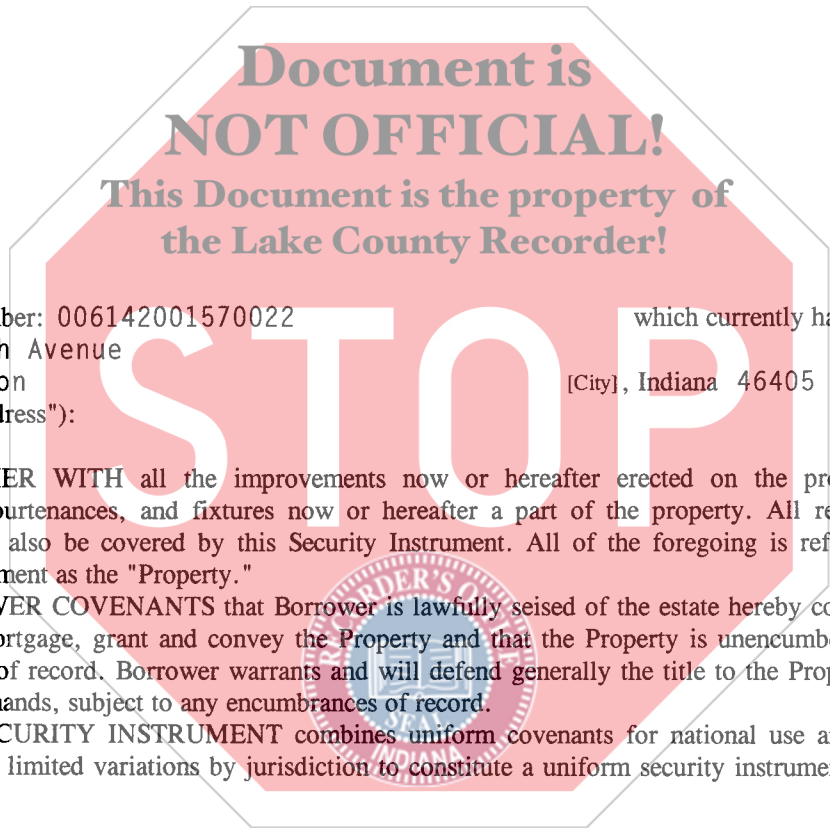 Document is
NOT OFFICIAL!
This Document is the property of
the Lake County Recorder!
STOP
ber: 006142001570022 which currently ha
h Avenue
on [City], Indiana 46405
dress"):
ER WITH all the improvements now or hereafter erected on the pro
ourtenances, and fixtures now or hereafter a part of the property. All re
also be covered by this Security Instrument. All of the foregoing is ref
ment as the "Property."
VER COVENANTS that Borrower is lawfully seised of the estate hereby co
ortgage, grant and convey the Property and that the Property is unencumbe
of record. Borrower warrants and will defend generally the title to the Prop
nands, subject to any encumbrances of record.
CURITY INSTRUMENT combines uniform covenants for national use a
limited variations by jurisdiction to constitute a uniform security instrume
RECORDER'S OFFICE
SEAL
INDIANA